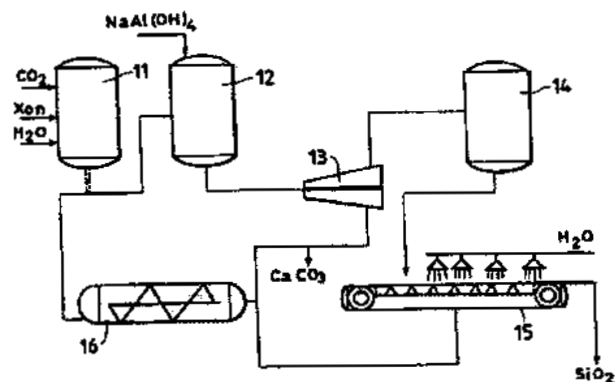 NaAl(OH)4
11
12
14
CO2
Xon
H2O
13
H2O
CaCO3
16
15
SiO2